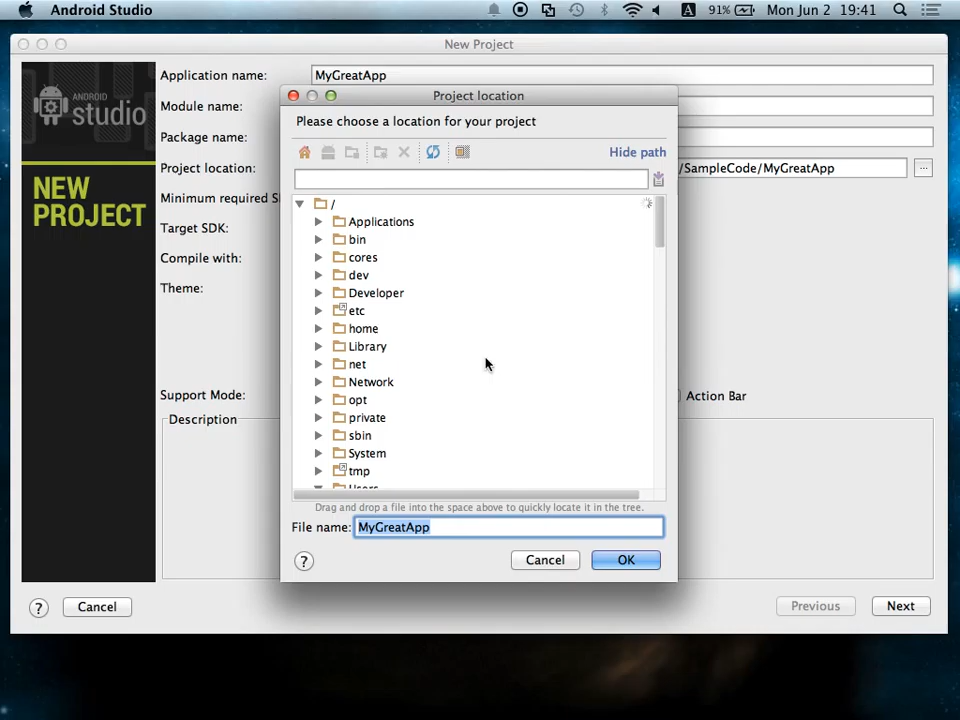 Android Studio
91%
Mon Jun 2 19:41
New Project
ANDROID
studio
NEW
PROJECT
Application name:
MyGreatApp
Module name:
Package name:
Project location:
/SampleCode/MyGreatApp
...
Minimum required S
Target SDK:
Compile with:
Theme:
Support Mode:
Action Bar
Description
Project location
Please choose a location for your project
Hide path
/
Applications
bin
cores
dev
Developer
etc
home
Library
net
Network
opt
private
sbin
System
tmp
Users
Drag and drop a file into the space above to quickly locate it in the tree.
File name: MyGreatApp
?
Cancel
OK
?
Cancel
Previous
Next